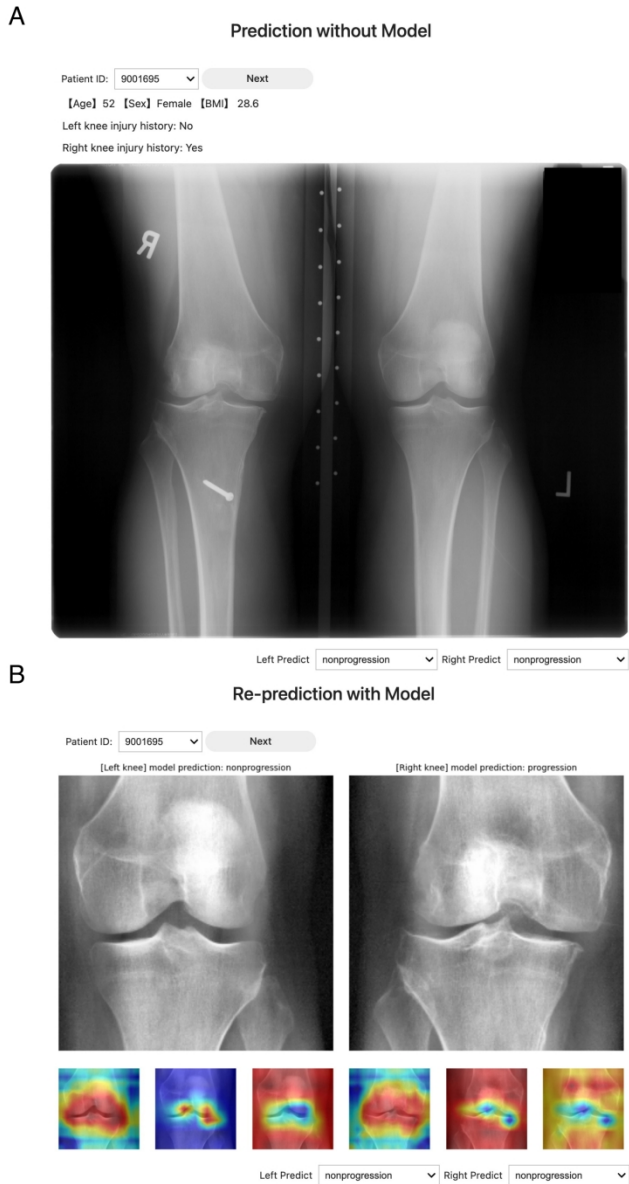 A
Prediction without Model
Patient ID: 9001695 Next
【Age】52 【Sex】Female 【BMI】 28.6
Left knee injury history: No
Right knee injury history: Yes
R
L
Left Predict nonprogression Right Predict nonprogression
B
Re-prediction with Model
Patient ID: 9001695 Next
[Left knee] model prediction: nonprogression [Right knee] model prediction: progression
Left Predict nonprogression Right Predict nonprogression